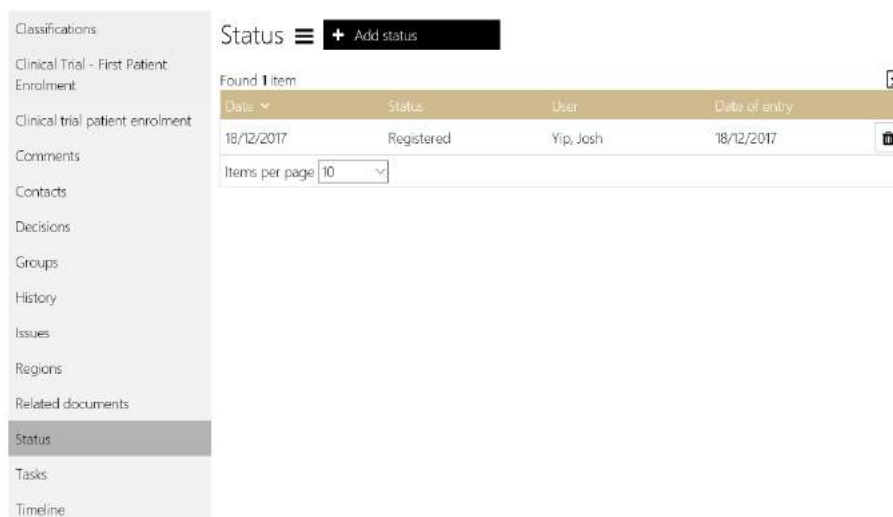 Classifications
Clinical Trial - First Patient
Enrolment
Clinical trial patient enrolment
Comments
Contacts
Decisions
Groups
History
Issues
Regions
Related documents
Status
Tasks
Timeline
Status + Add status
Found 1 item
Date Status User Date of entry
18/12/2017 Registered Yip, Josh 18/12/2017
Items per page 10